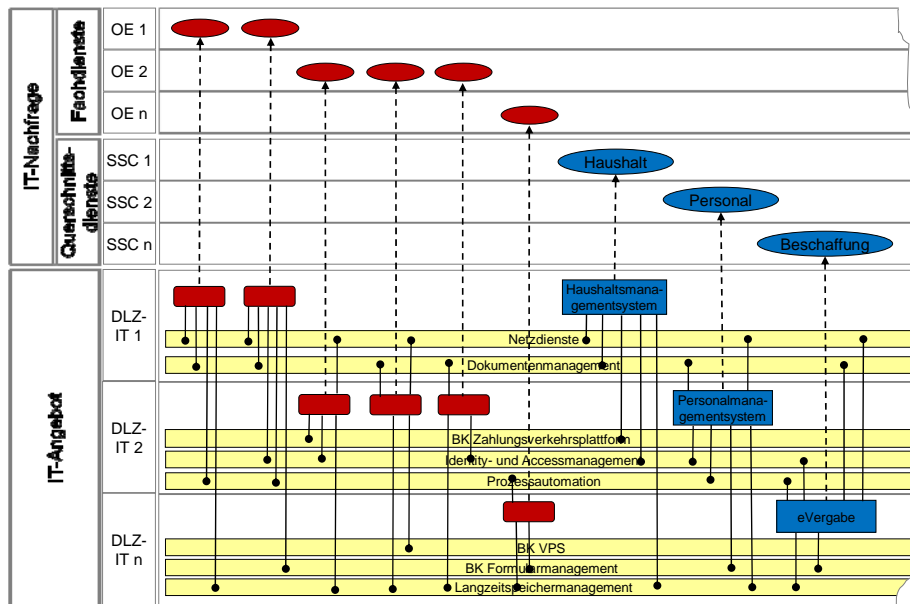 IT-Nachfrage
Fachdienste
OE 1
OE 2
OE n
Querschnitts-
dienste
SSC 1
Haushalt
SSC 2
Personal
SSC n
Beschaffung
IT-Angebot
DLZ-
IT 1
Haushaltsmana-
gementsystem
Netzdienste
Dokumentenmanagement
DLZ-
IT 2
Personalmana-
gementsystem
BK Zahlungsverkehrsplattform
Identity- und Accessmanagement
Prozessautomation
DLZ-
IT n
eVergabe
BK VPS
BK Formularmanagement
Langzeitspeichermanagement